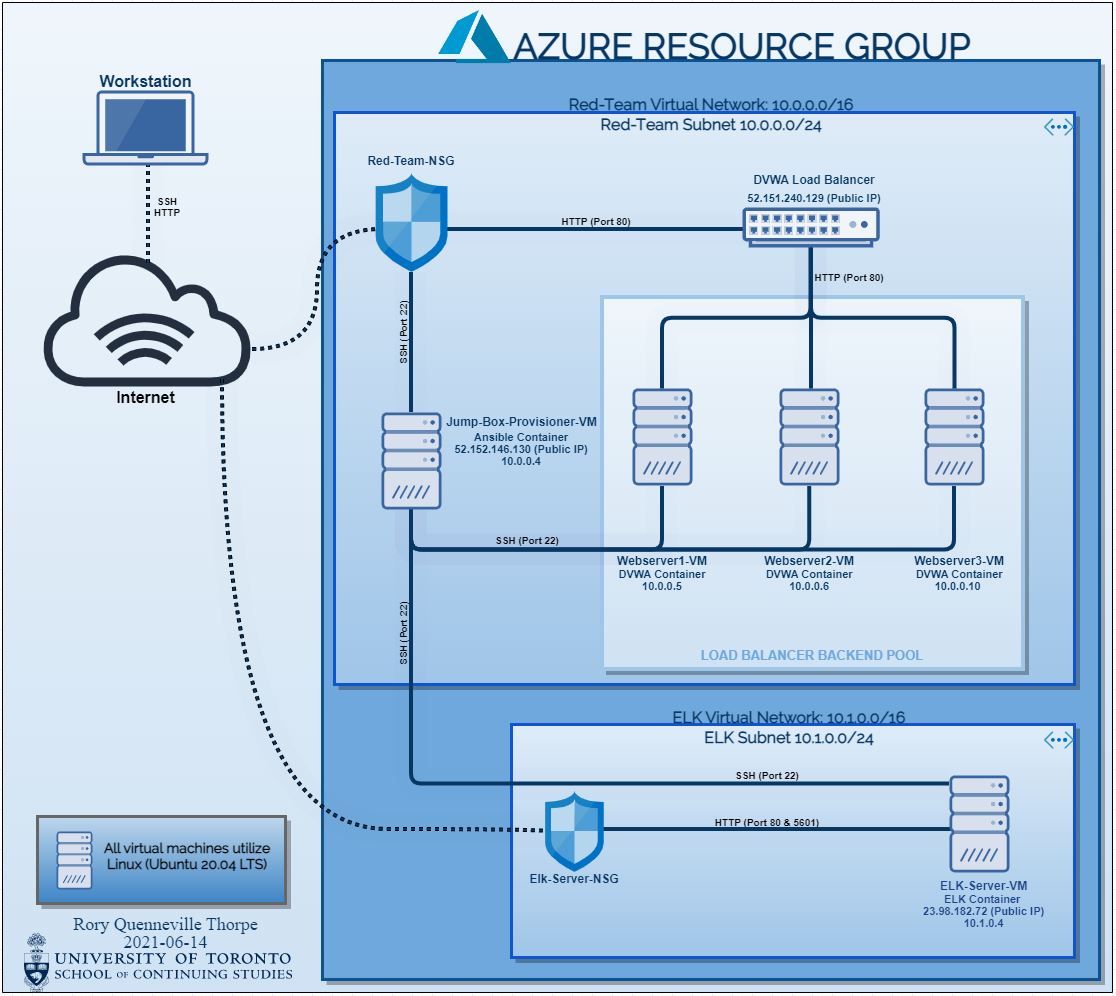 AZURE RESOURCE GROUP
Workstation
SSH
HTTP
Internet
Red-Team Virtual Network: 10.0.0.0/16
Red-Team Subnet 10.0.0.0/24
Red-Team-NSG
DVWA Load Balancer
52.151.240.129 (Public IP)
HTTP (Port 80)
HTTP (Port 80)
SSH ( Port 22)
Jump-Box-Provisioner-VM
Ansible Container
52.152.146.130 (Public IP)
10.0.0.4
SSH (Port 22)
Webserver1-VM
DVWA Container
10.0.0.5
Webserver2-VM
DVWA Container
10.0.0.6
Webserver3-VM
DVWA Container
10.0.0.10
LOAD BALANCER BACKEND POOL
SSH ( Port 22)
ELK Virtual Network: 10.1.0.0/16
ELK Subnet 10.1.0.0/24
SSH (Port 22)
HTTP (Port 80 & 5601)
Elk-Server-NSG
ELK-Server-VM
ELK Container
23.98.182.72 (Public IP)
10.1.0.4
All virtual machines utilize
Linux (Ubuntu 20.04 LTS)
Rory Quenneville Thorpe
2021-06-14
UNIVERSITY OF TORONTO
SCHOOL OF CONTINUING STUDIES